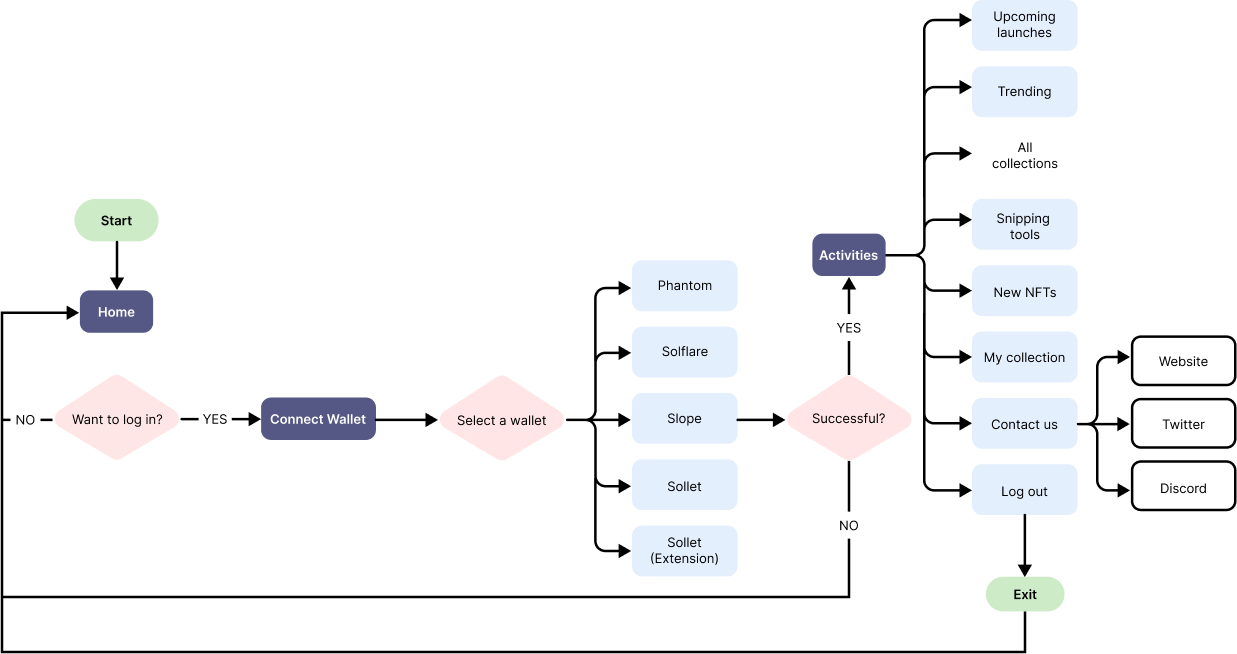 Start
Home
Want to log in?
NO
YES
Connect Wallet
Select a wallet
Phantom
Solflare
Slope
Sollet
Sollet
(Extension)
Successful?
YES
NO
Activities
Upcoming
launches
Trending
All
collections
Snipping
tools
New NFTs
My collection
Contact us
Log out
Website
Twitter
Discord
Exit